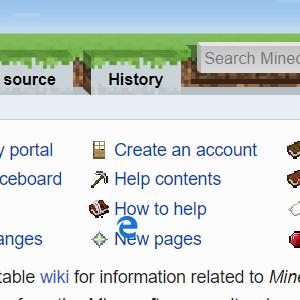 source History Search Minec
y portal Create an account
ceboard Help contents
How to help
anges New pages
table wiki for information related to Mine